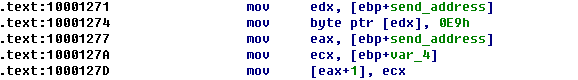 .text:10001271 mov edx, [ebp+send_address]
.text:10001274 mov byte ptr [edx], 0E9h
.text:10001277 mov eax, [ebp+send_address]
.text:1000127A mov ecx, [ebp+var_4]
.text:1000127D mov [eax+1], ecx